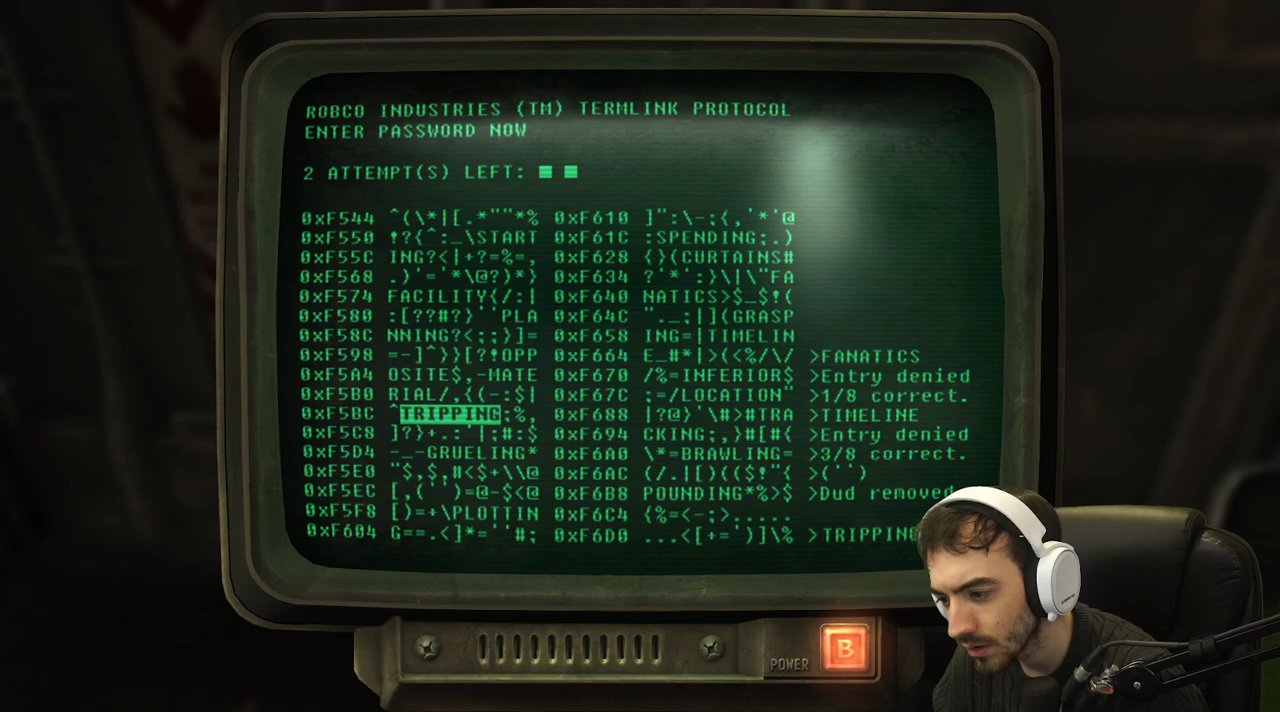 ROBCO INDUSTRIES (TM) TERMLINK PROTOCOL
ENTER PASSWORD NOW
2 ATTEMPT(S) LEFT: ■ ■
0xF544 ^(\*|[.*""*% 0xF610 ]":\-;{,'*'@
0xF550 !?{^:_\START 0xF61C :SPENDING;.)
0xF55C ING?<|+?=%=, 0xF628 {}(CURTAINS#
0xF568 .)'='*\@?)*} 0xF634 ?'*':}\|\"FA
0xF574 FACILITY{/:| 0xF640 NATICS>$_$!(
0xF580 :[??#?}''PLA 0xF64C "._;|](GRASP
0xF58C NNING?<;;}]= 0xF658 ING=|TIMELIN
0xF598 =-]^}}[?!OPP 0xF664 E_#*|>(<%/\/ >FANATICS
0xF5A4 OSITE$,-MATE 0xF670 /%=INFERIOR$ >Entry denied
0xF5B0 RIAL/,{(-:$| 0xF67C ;=/LOCATION" >1/8 correct.
0xF5BC ^TRIPPING;%, 0xF688 |?@}'\#>#TRA >TIMELINE
0xF5C8 ]?}+.:'|;#:$ 0xF694 CKING;,}#[#{ >Entry denied
0xF5D4 -_-GRUELING* 0xF6A0 \*=BRAWLING= >3/8 correct.
0xF5E0 "$,$,#<$+\\@ 0xF6AC (/.|[)(($!"{ >('')
0xF5EC [,('')=@-$<@ 0xF6B8 POUNDING*%>$ >Dud removed
0xF5F8 [)=+\PLOTTIN 0xF6C4 {%=<-;>.....
0xF604 G==.<]*=''#; 0xF6D0 ...<[+=')]\% >TRIPPING
POWER
B